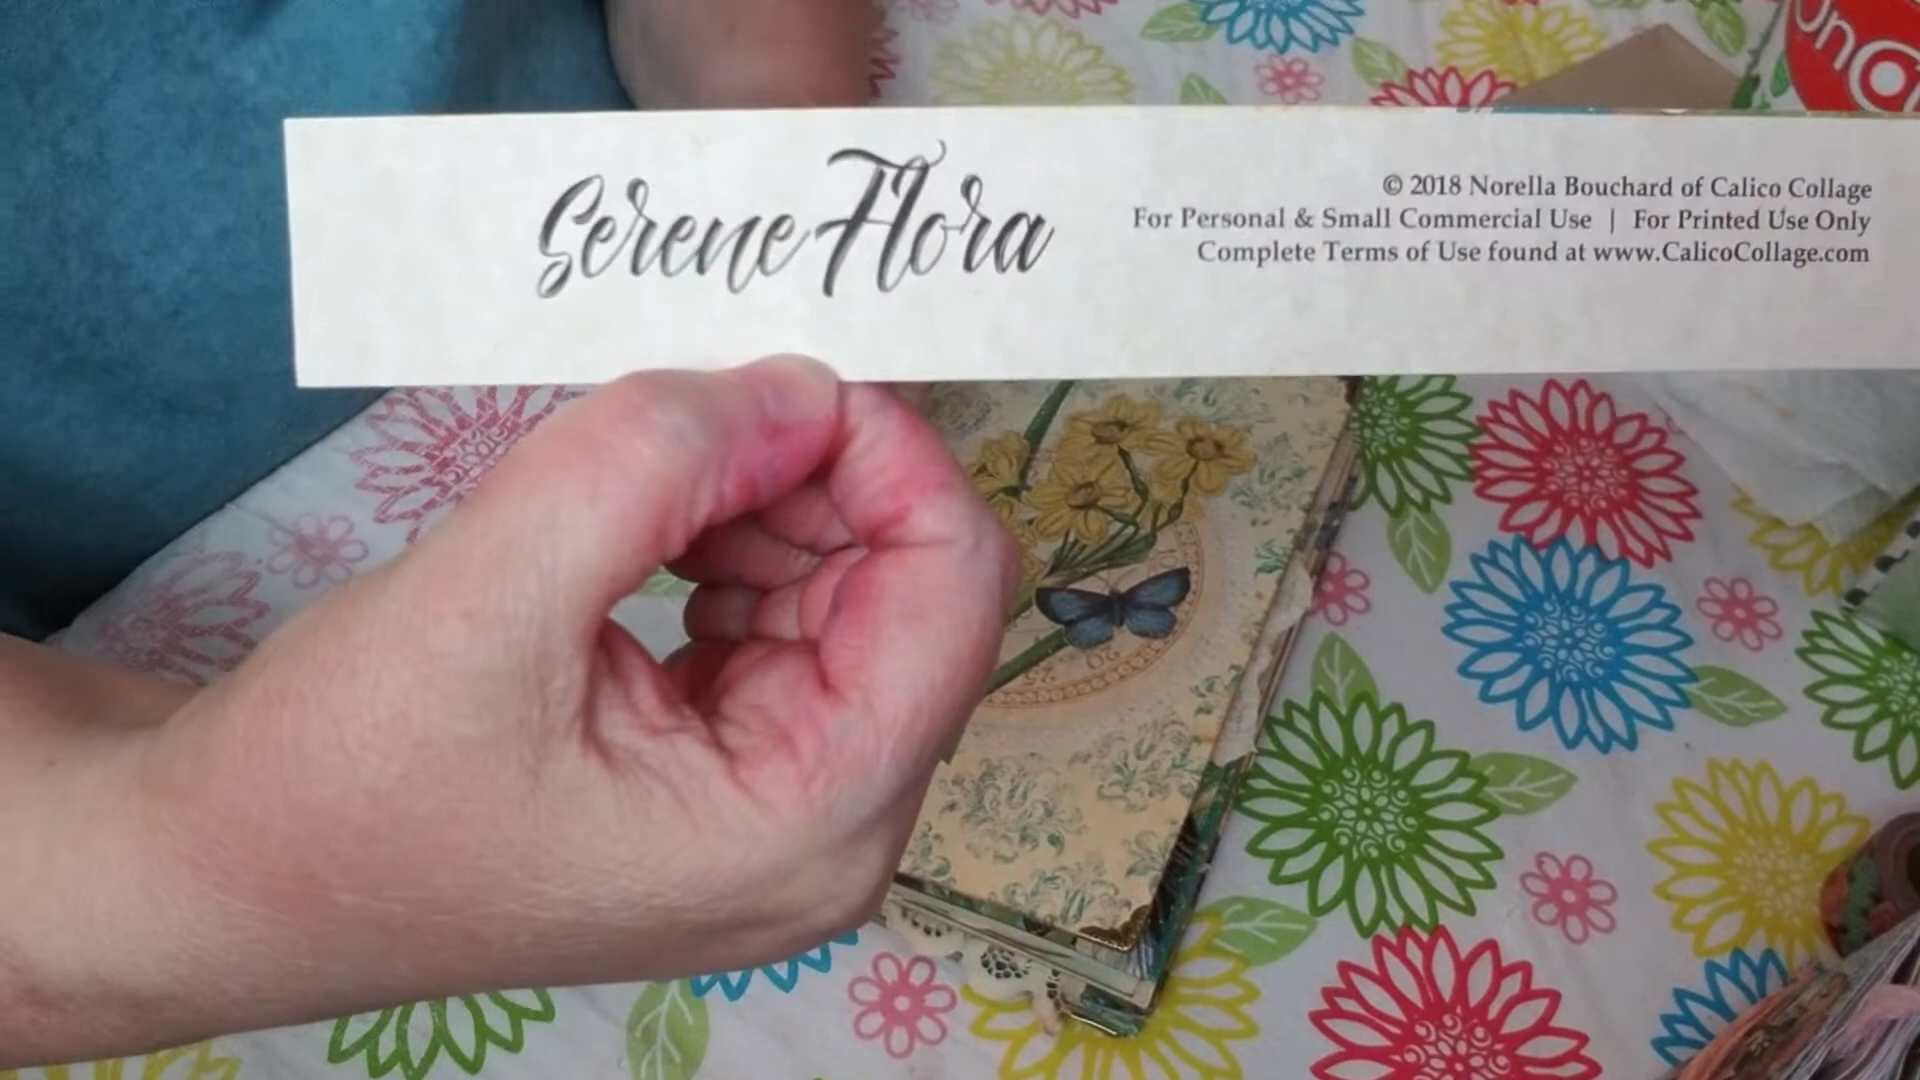 Serene Flora
© 2018 Norella Bouchard of Calico Collage
For Personal & Small Commercial Use | For Printed Use Only
Complete Terms of Use found at www.CalicoCollage.com